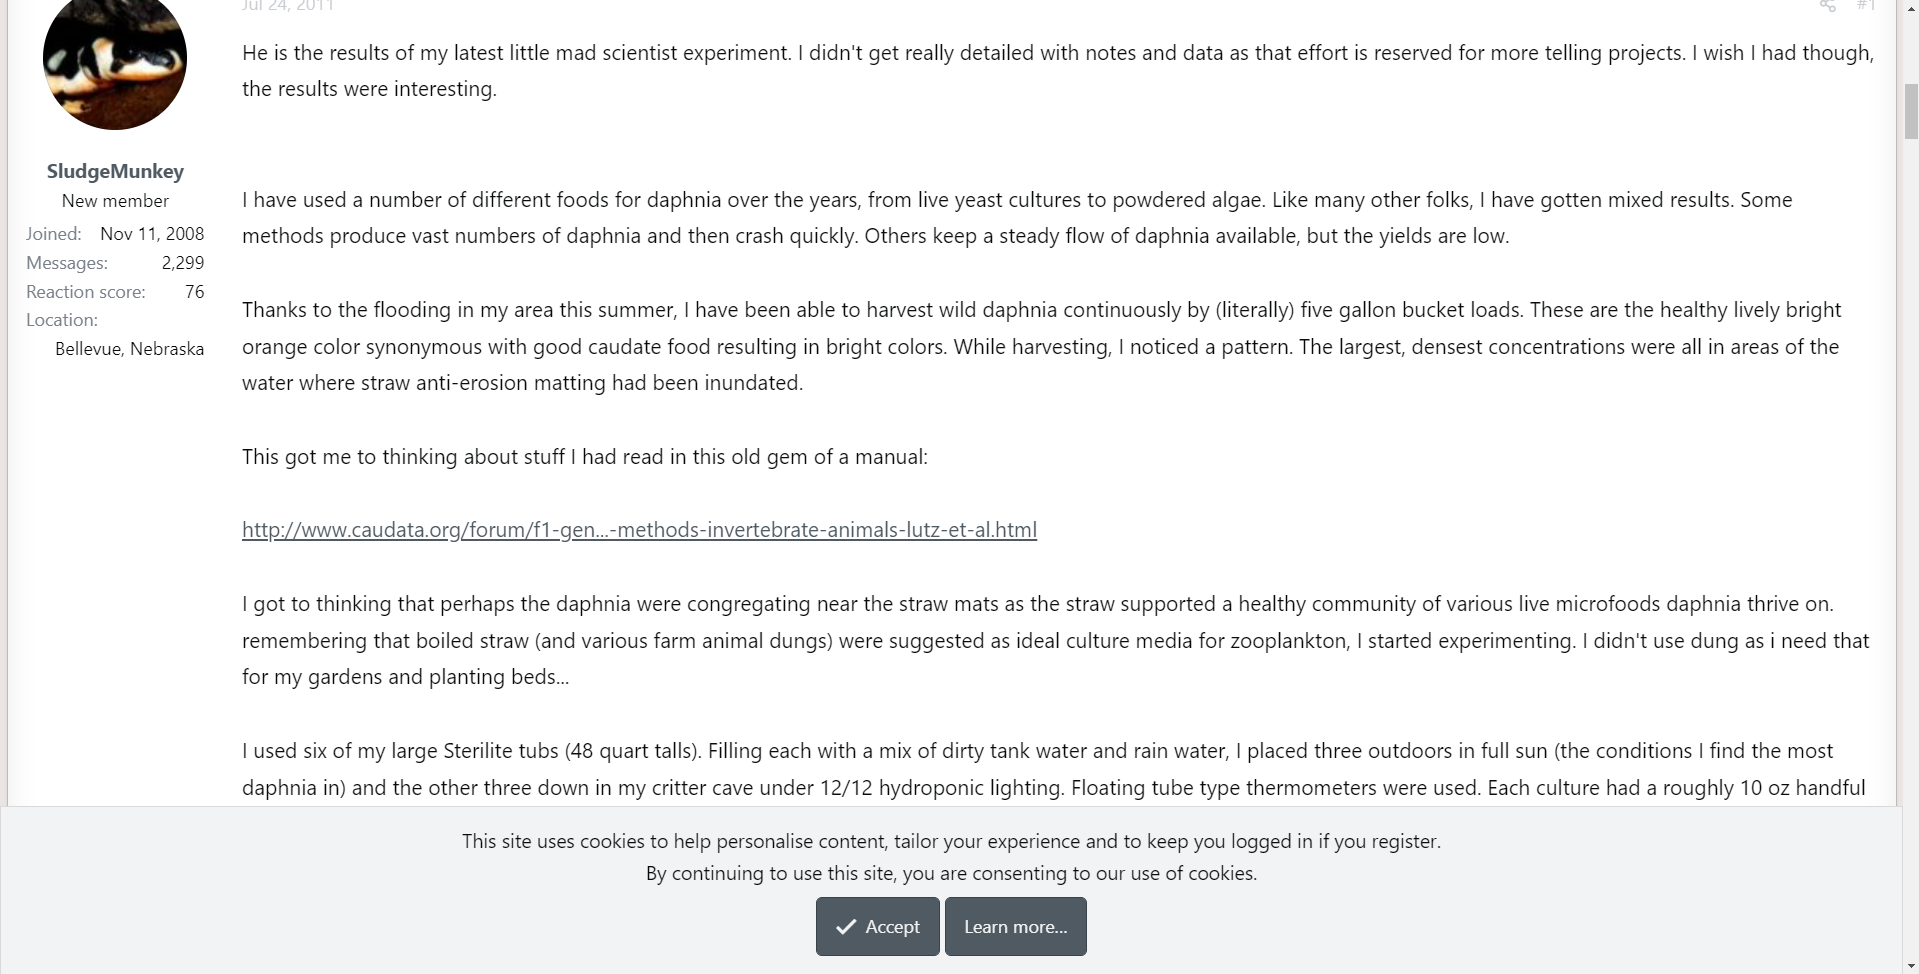 Jul 24, 2011
#1
He is the results of my latest little mad scientist experiment. I didn't get really detailed with notes and data as that effort is reserved for more telling projects. I wish I had though,
the results were interesting.
SludgeMunkey
New member
Joined: Nov 11, 2008
Messages: 2,299
Reaction score: 76
Location:
Bellevue, Nebraska
I have used a number of different foods for daphnia over the years, from live yeast cultures to powdered algae. Like many other folks, I have gotten mixed results. Some
methods produce vast numbers of daphnia and then crash quickly. Others keep a steady flow of daphnia available, but the yields are low.
Thanks to the flooding in my area this summer, I have been able to harvest wild daphnia continuously by (literally) five gallon bucket loads. These are the healthy lively bright
orange color synonymous with good caudate food resulting in bright colors. While harvesting, I noticed a pattern. The largest, densest concentrations were all in areas of the
water where straw anti-erosion matting had been inundated.
This got me to thinking about stuff I had read in this old gem of a manual:
http://www.caudata.org/forum/f1-gen...-methods-invertebrate-animals-lutz-et-al.html
I got to thinking that perhaps the daphnia were congregating near the straw mats as the straw supported a healthy community of various live microfoods daphnia thrive on.
remembering that boiled straw (and various farm animal dungs) were suggested as ideal culture media for zooplankton, I started experimenting. I didn't use dung as i need that
for my gardens and planting beds...
I used six of my large Sterilite tubs (48 quart talls). Filling each with a mix of dirty tank water and rain water, I placed three outdoors in full sun (the conditions I find the most
daphnia in) and the other three down in my critter cave under 12/12 hydroponic lighting. Floating tube type thermometers were used. Each culture had a roughly 10 oz handful
This site uses cookies to help personalise content, tailor your experience and to keep you logged in if you register.
By continuing to use this site, you are consenting to our use of cookies.
Accept
Learn more...